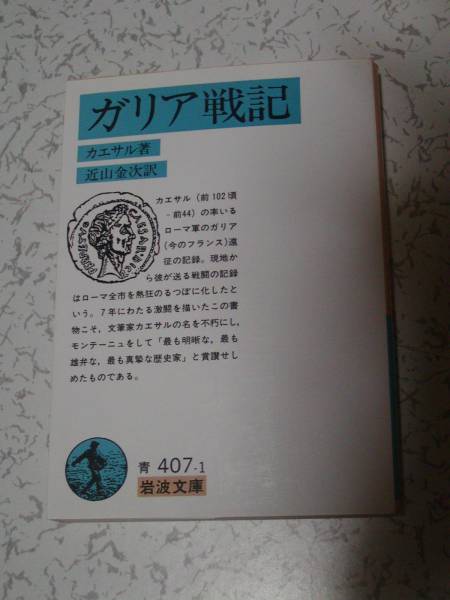 ガリア戦記
カエサル著
近山金次訳
カエサル（前102頃
-前44）の率いる
ローマ軍のガリア
（今のフランス）遠
征の記録。現地か
ら彼が送る戦闘の記録
はローマ全市を熱狂のるつぼに化したと
いう。７年にわたる激闘を描いたこの書
物こそ，文筆家カエサルの名を不朽にし，
モンテーニュをして「最も明晰な，最も
雄弁な，最も真摯な歴史家」と賞讃せし
めたものである。
青 407-1
岩波文庫